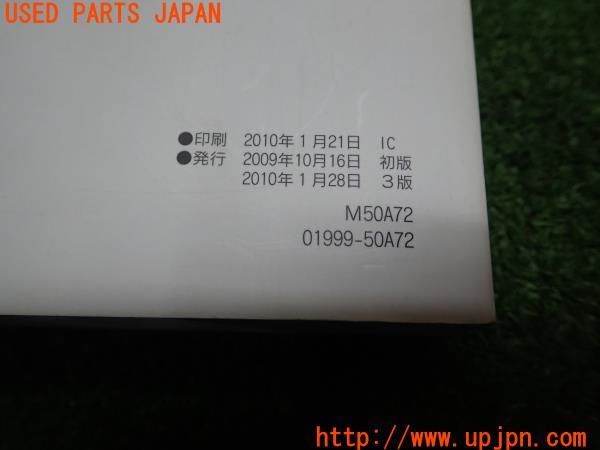 USED PARTS JAPAN
●印刷 2010年1月21日 IC
●発行 2009年10月16日 初版
2010年1月28日 3版
M50A72
01999-50A72
http://www.upjpn.com